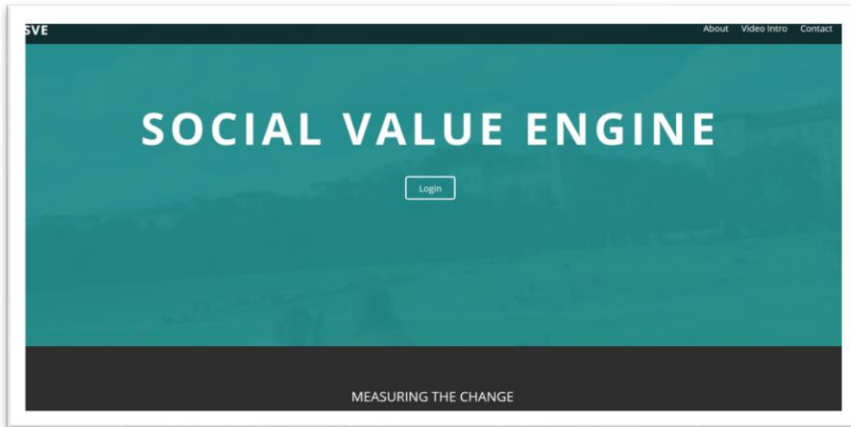 SVE About Video Intro Contact
SOCIAL VALUE ENGINE
Login
MEASURING THE CHANGE